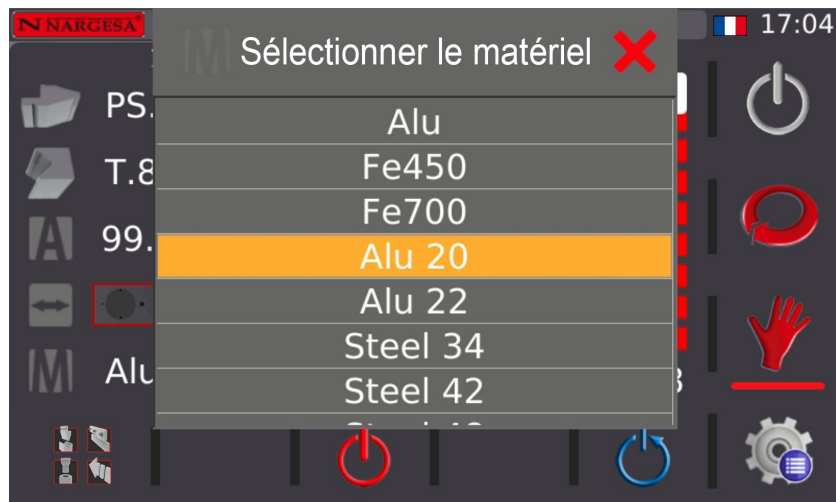 NARGESA
Sélectionner le matériel
17:04
Alu
PS.
Fe450
T.8
Fe700
99.
Alu 20
Alu 22
Steel 34
Alu
Steel 42